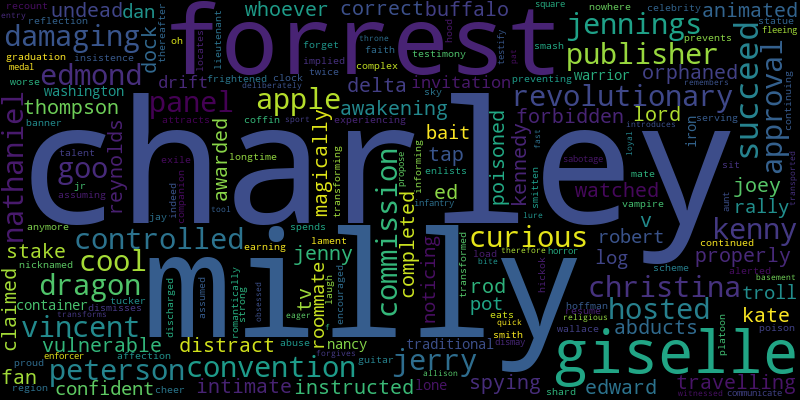 recount
undead
dan
whoever
correct
buffalo
square
nowhere
celebrity
animated
entry
reflection
oh
forrest
jennings
statue
fleeing
damaging
dock
thereafter
locates
throne
faith
hood
testify
smash
publisher
prevents
graduation
medal
insistence
forget
implied
testimony
pat
approval
succeed
worse
edmond
lieutenant
twice
complex
preventing
warrior
orphaned
washington
drift
frightened
clock
deliberately
delta
invitation
sky
revolutionary
thompson
panel
apple
awakening
forbidden
lord
remembers
continuing
banner
attracts
coffin
sport
experiencing
bait
kennedy
iron
introduces
serving
nathaniel
talent
exile
companion
awarded
magically
transforming
poisoned
tap
fast
loyal
sabotage
sit
transported
jr
goo
reynolds
longtime
commission
propose
informing
ed
enlists
smitten
mate
watched
aunt
joey
assuming
charley
completed
infantry
lure
vampire
v
rally
jay
indeed
tool
anymore
spends
curious
continued
kenny
controlled
earning
lament
robert
alerted
stake
cool
jenny
noticing
transformed
load
therefore
horror
log
properly
nicknamed
discharged
assumed
romantically
strong
obsessed
roommate
laugh
encouraged
rod
bite
hickok
scheme
basement
claimed
dragon
tv
christina
container
tucker
milly
eager
f
pot
eats
quick
hoffman
resume
religious
hosted
troll
dismisses
transforms
vincent
smith
dismay
wallace
platoon
abducts
poison
kate
vulnerable
distract
abuse
nancy
traditional
proud
enforcer
affection
forgives
jerry
giselle
fan
peterson
convention
guitar
allison
lone
spying
edward
shard
travelling
region
confident
cheer
intimate
instructed
witnessed
communicate